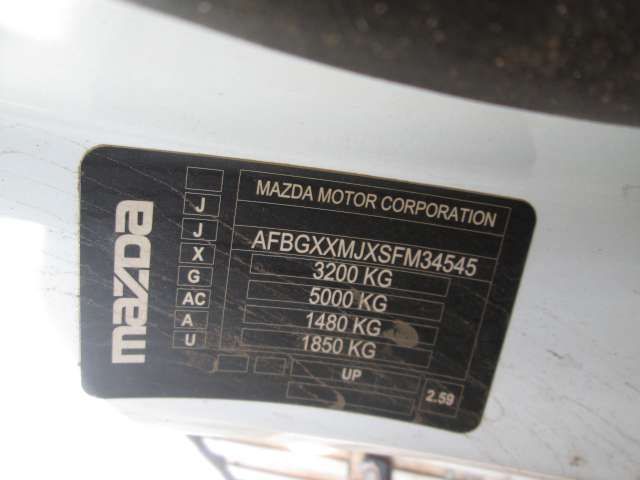 mazda
MAZDA MOTOR CORPORATION
J
J
AFBGXXMJXSFM34545
X
3200 KG
G
5000 KG
AC
1480 KG
A
1850 KG
U
UP
2.59